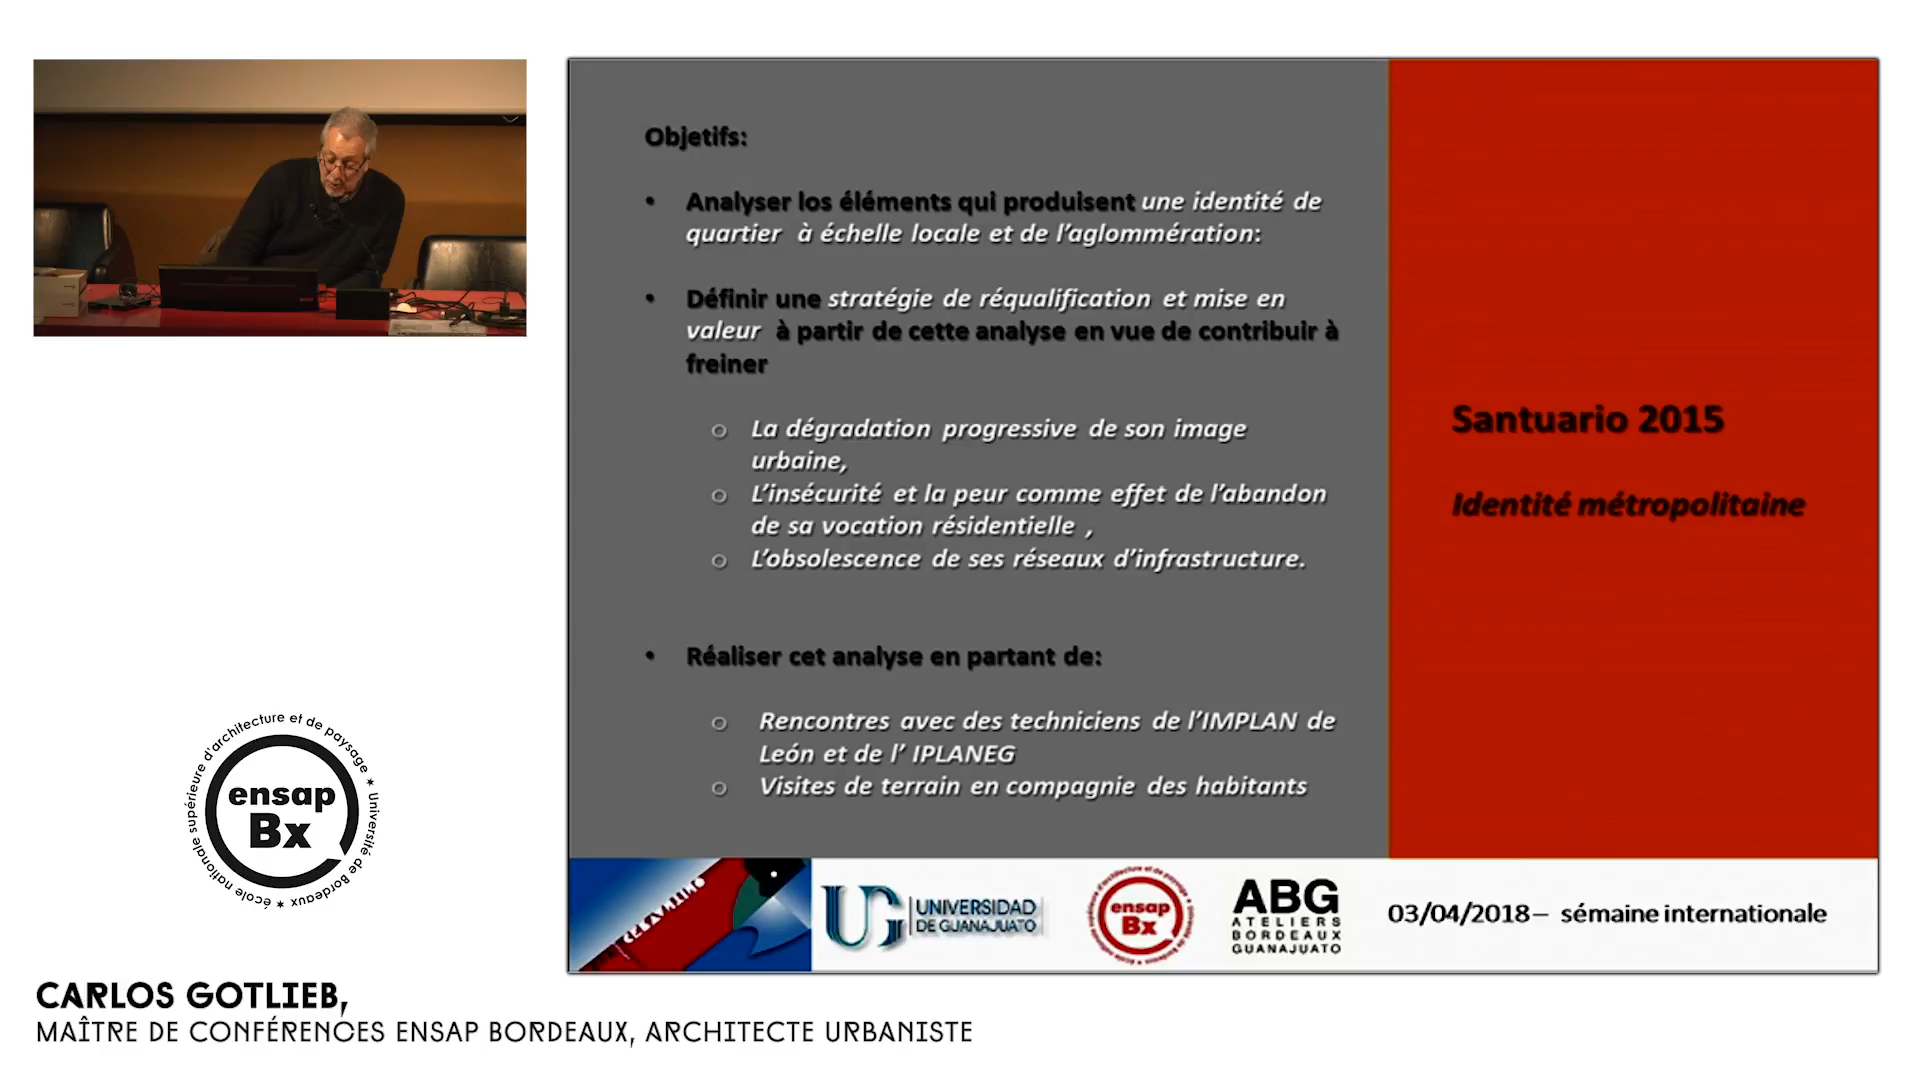 Objetifs:
• Analyser los éléments qui produisent une identité de
quartier à échelle locale et de l'aglommération:
• Définir une stratégie de réqualification et mise en
valeur à partir de cette analyse en vue de contribuir à
freiner
o La dégradation progressive de son image
urbaine,
o L'insécurité et la peur comme effet de l'abandon
de sa vocation résidentielle ,
o L'obsolescence de ses réseaux d'infrastructure.
• Réaliser cet analyse en partant de:
o Rencontres avec des techniciens de l'IMPLAN de
León et de l' IPLANEG
o Visites de terrain en compagnie des habitants
Santuario 2015
Identité métropolitaine
UG UNIVERSIDAD
DE GUANAJUATO
ensap
Bx
ABG
ATELIERS
BORDEAUX
GUANAJUATO
03/04/2018 – sémaine internationale
ensap
Bx
école nationale supérieure d'architecture et de paysage * Université de Bordeaux *
CARLOS GOTLIEB,
MAÎTRE DE CONFÉRENCES ENSAP BORDEAUX, ARCHITECTE URBANISTE